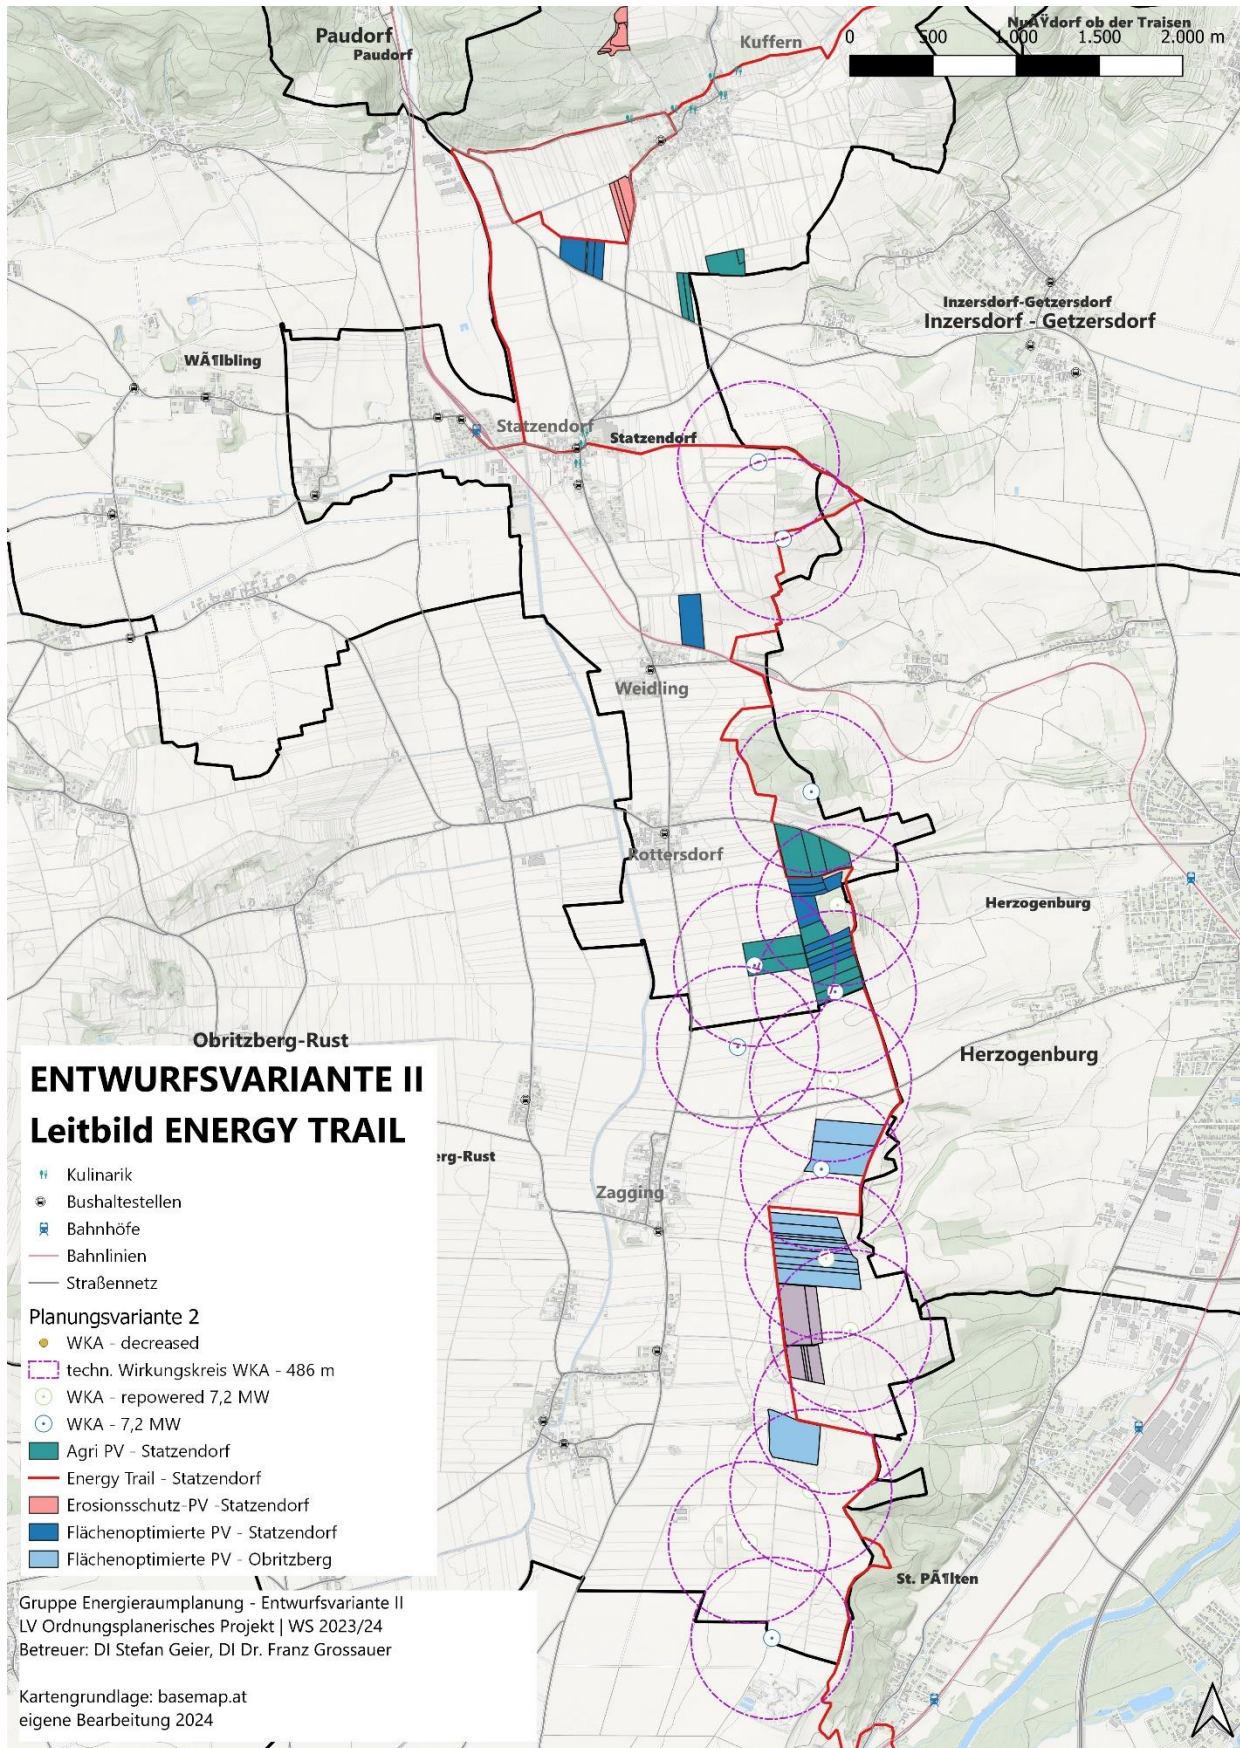 NuÃŸdorf ob der Traisen
0 500 1.000 1.500 2.000 m
Paudorf
Paudorf
Kuffern
Inzersdorf-Getzersdorf
Inzersdorf - Getzersdorf
WÃ¶lbling
Statzendorf
Statzendorf
Weidling
Rottersdorf
Herzogenburg
Obritzberg-Rust
Herzogenburg
ENTWURFSVARIANTE II
Leitbild ENERGY TRAIL
erg-Rust
Zagging
Kulinarik
Bushaltestellen
Bahnhöfe
Bahnlinien
Straßennetz
Planungsvariante 2
WKA - decreased
techn. Wirkungskreis WKA - 486 m
WKA - repowered 7,2 MW
WKA - 7,2 MW
Agri PV - Statzendorf
Energy Trail - Statzendorf
Erosionsschutz-PV -Statzendorf
Flächenoptimierte PV - Statzendorf
Flächenoptimierte PV - Obritzberg
St. PÃ¶lten
Gruppe Energieraumplanung - Entwurfsvariante II
LV Ordnungsplanerisches Projekt | WS 2023/24
Betreuer: DI Stefan Geier, DI Dr. Franz Grossauer
Kartengrundlage: basemap.at
eigene Bearbeitung 2024